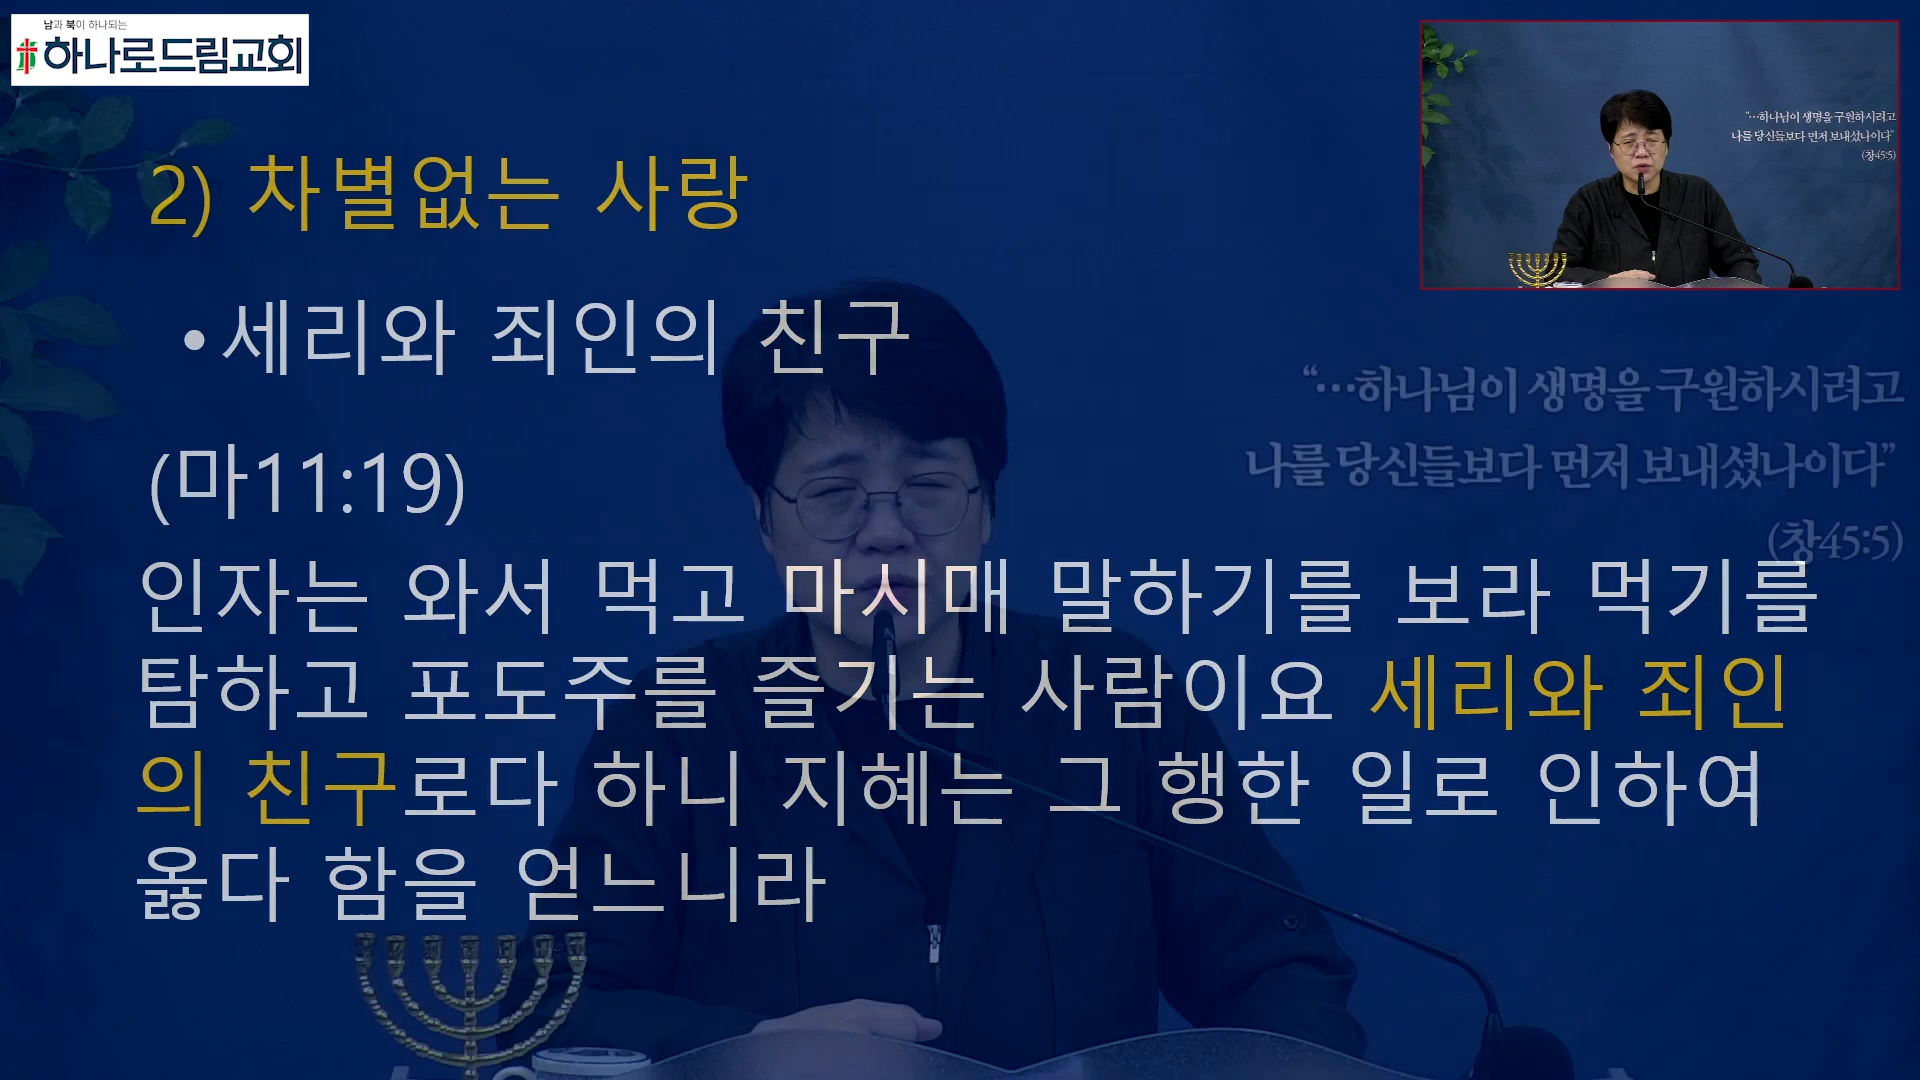 남과 북이 하나되는
하나로드림교회
2) 차별없는 사랑
•세리와 죄인의 친구
(마11:19)
인자는 와서 먹고 마시매 말하기를 보라 먹기를
탐하고 포도주를 즐기는 사람이요 세리와 죄인
의 친구로다 하니 지혜는 그 행한 일로 인하여
옳다 함을 얻느니라
“…하나님이 생명을 구원하시려고
나를 당신들보다 먼저 보내셨나이다”
(창45:5)
“…하나님이 생명을 구원하시려고
나를 당신들보다 먼저 보내셨나이다”
(창45:5)